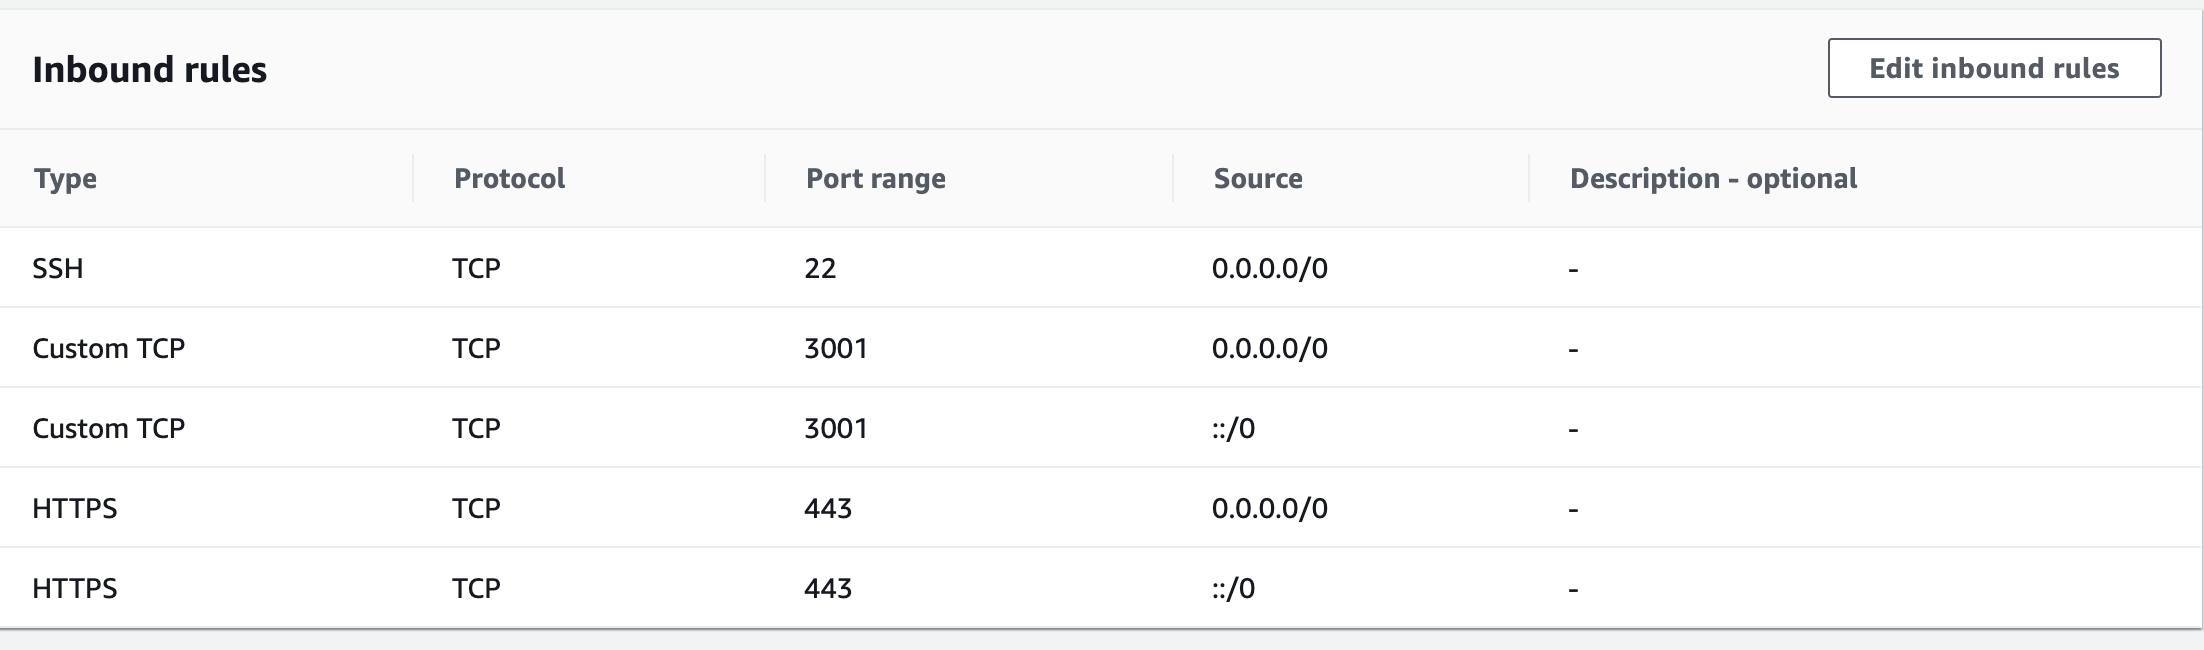 Inbound rules
Edit inbound rules
Type Protocol Port range Source Description - optional
SSH TCP 22 0.0.0.0/0 -
Custom TCP TCP 3001 0.0.0.0/0 -
Custom TCP TCP 3001 ::/0 -
HTTPS TCP 443 0.0.0.0/0 -
HTTPS TCP 443 ::/0 -